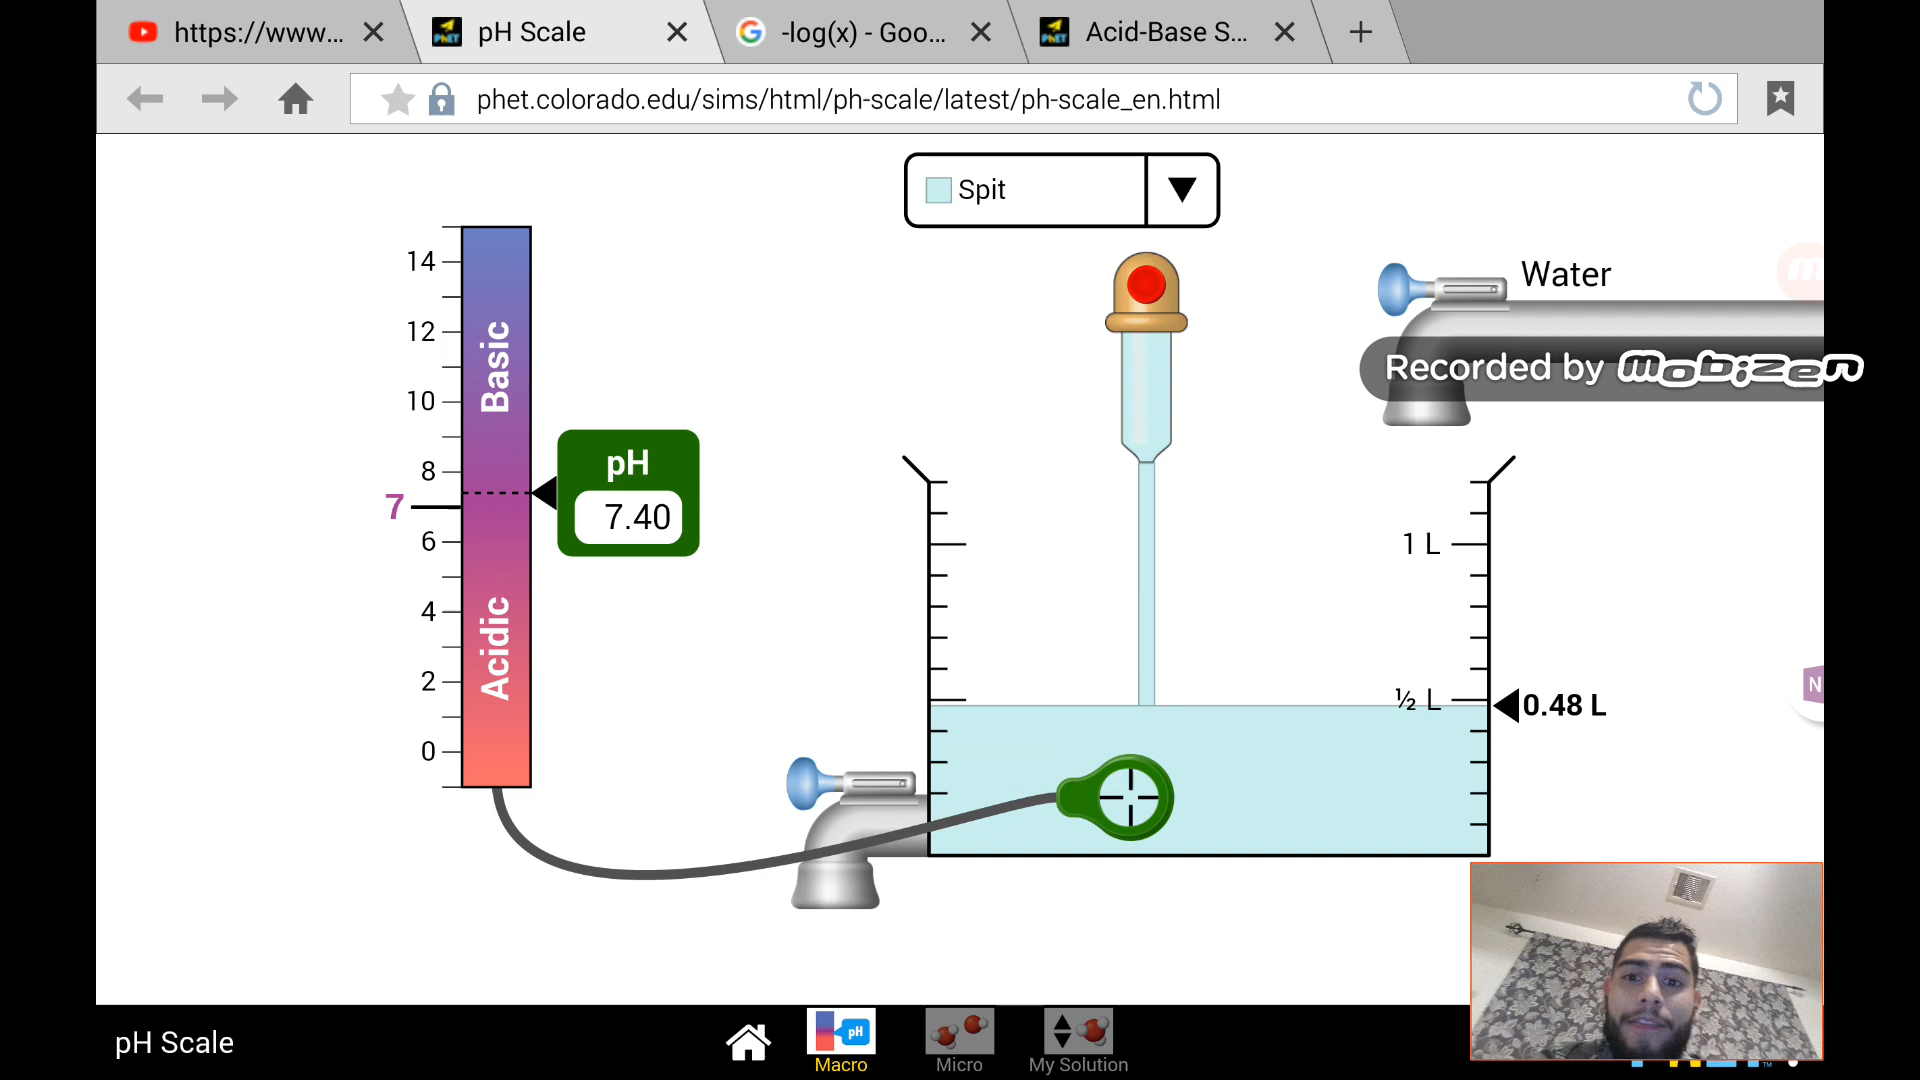 https://www...
pH Scale
-log(x) - Goo...
Acid-Base S...
phet.colorado.edu/sims/html/ph-scale/latest/ph-scale_en.html
Spit
Water
Recorded by mobizen
14
12
10
8
7
6
4
2
0
Basic
Acidic
pH
7.40
1 L
½ L
0.48 L
pH Scale
pH
Macro
Micro
My Solution